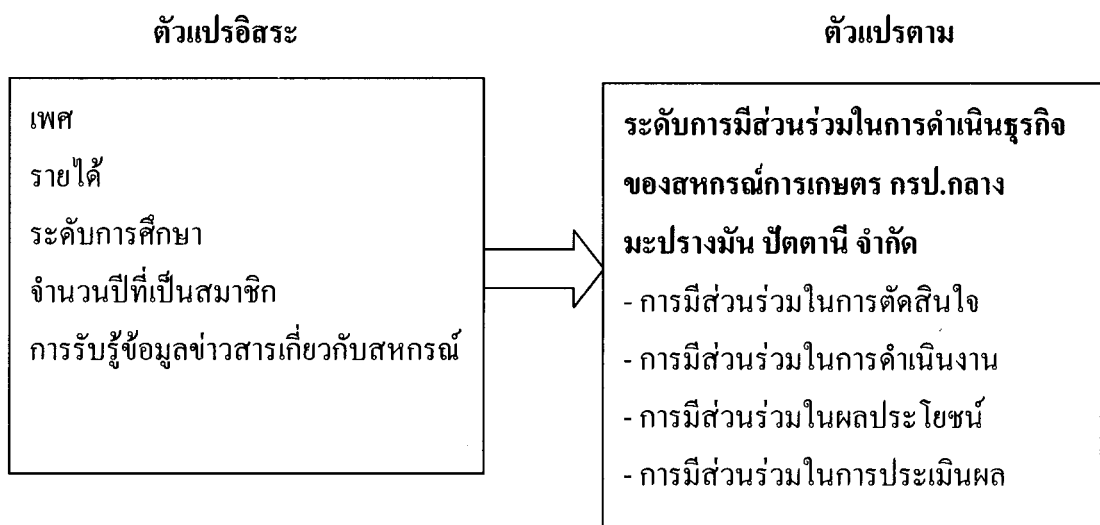 ตัวแปรอิสระ
เพศ
รายได้
ระดับการศึกษา
จำนวนปีที่เป็นสมาชิก
การรับรู้ข้อมูลข่าวสารเกี่ยวกับสหกรณ์
ตัวแปรตาม
ระดับการมีส่วนร่วมในการดำเนินธุรกิจ
ของสหกรณ์การเกษตร กรป.กลาง
มะปรางมัน ปัตตานี จำกัด
- การมีส่วนร่วมในการตัดสินใจ
- การมีส่วนร่วมในการดำเนินงาน
- การมีส่วนร่วมในผลประโยชน์
- การมีส่วนร่วมในการประเมินผล